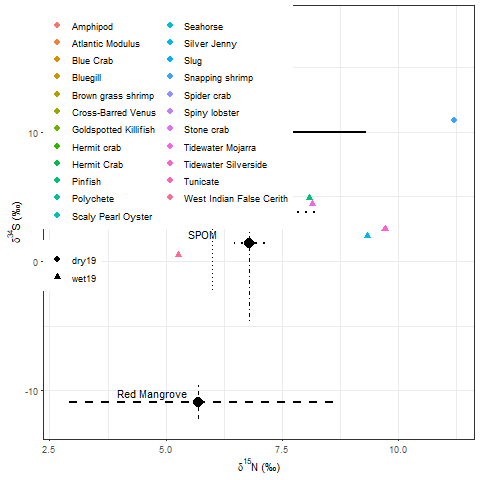 Amphipod
Atlantic Modulus
Blue Crab
Bluegill
Brown grass shrimp
Cross-Barred Venus
Goldspotted Killifish
Hermit crab
Hermit Crab
Pinfish
Polychete
Scaly Pearl Oyster
Seahorse
Silver Jenny
Slug
Snapping shrimp
Spider crab
Spiny lobster
Stone crab
Tidewater Mojarra
Tidewater Silverside
Tunicate
West Indian False Cerith
dry19
wet19
SPOM
Red Mangrove
10
0
-10
δ34S (‰)
2.5 5.0 7.5 10.0
δ15N (‰)